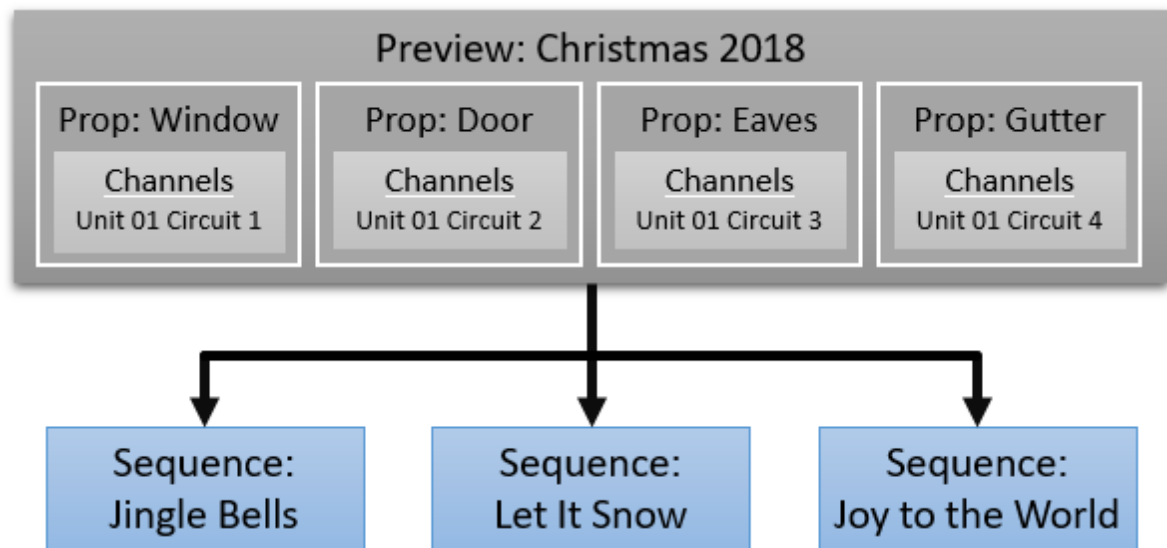 Preview: Christmas 2018
Prop: Window
Channels
Unit 01 Circuit 1
Prop: Door
Channels
Unit 01 Circuit 2
Prop: Eaves
Channels
Unit 01 Circuit 3
Prop: Gutter
Channels
Unit 01 Circuit 4
Sequence:
Jingle Bells
Sequence:
Let It Snow
Sequence:
Joy to the World